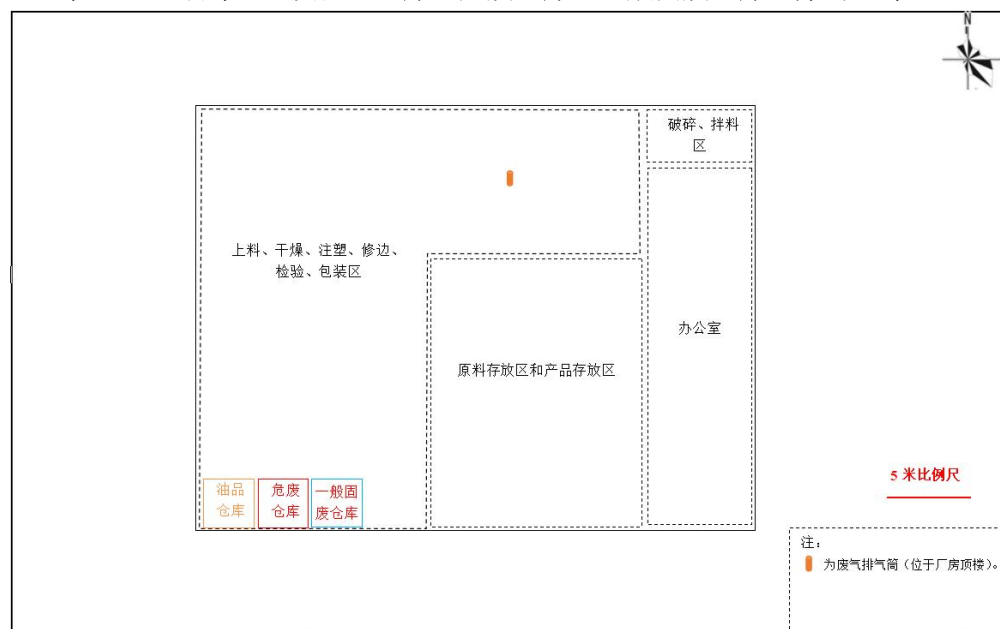 N
破碎、拌料
区
上料、干燥、注塑、修边、
检验、包装区
办公室
原料存放区和产品存放区
5 米比例尺
油品
仓库
危废
仓库
一般固
废仓库
注：
为废气排气筒（位于厂房顶楼）。